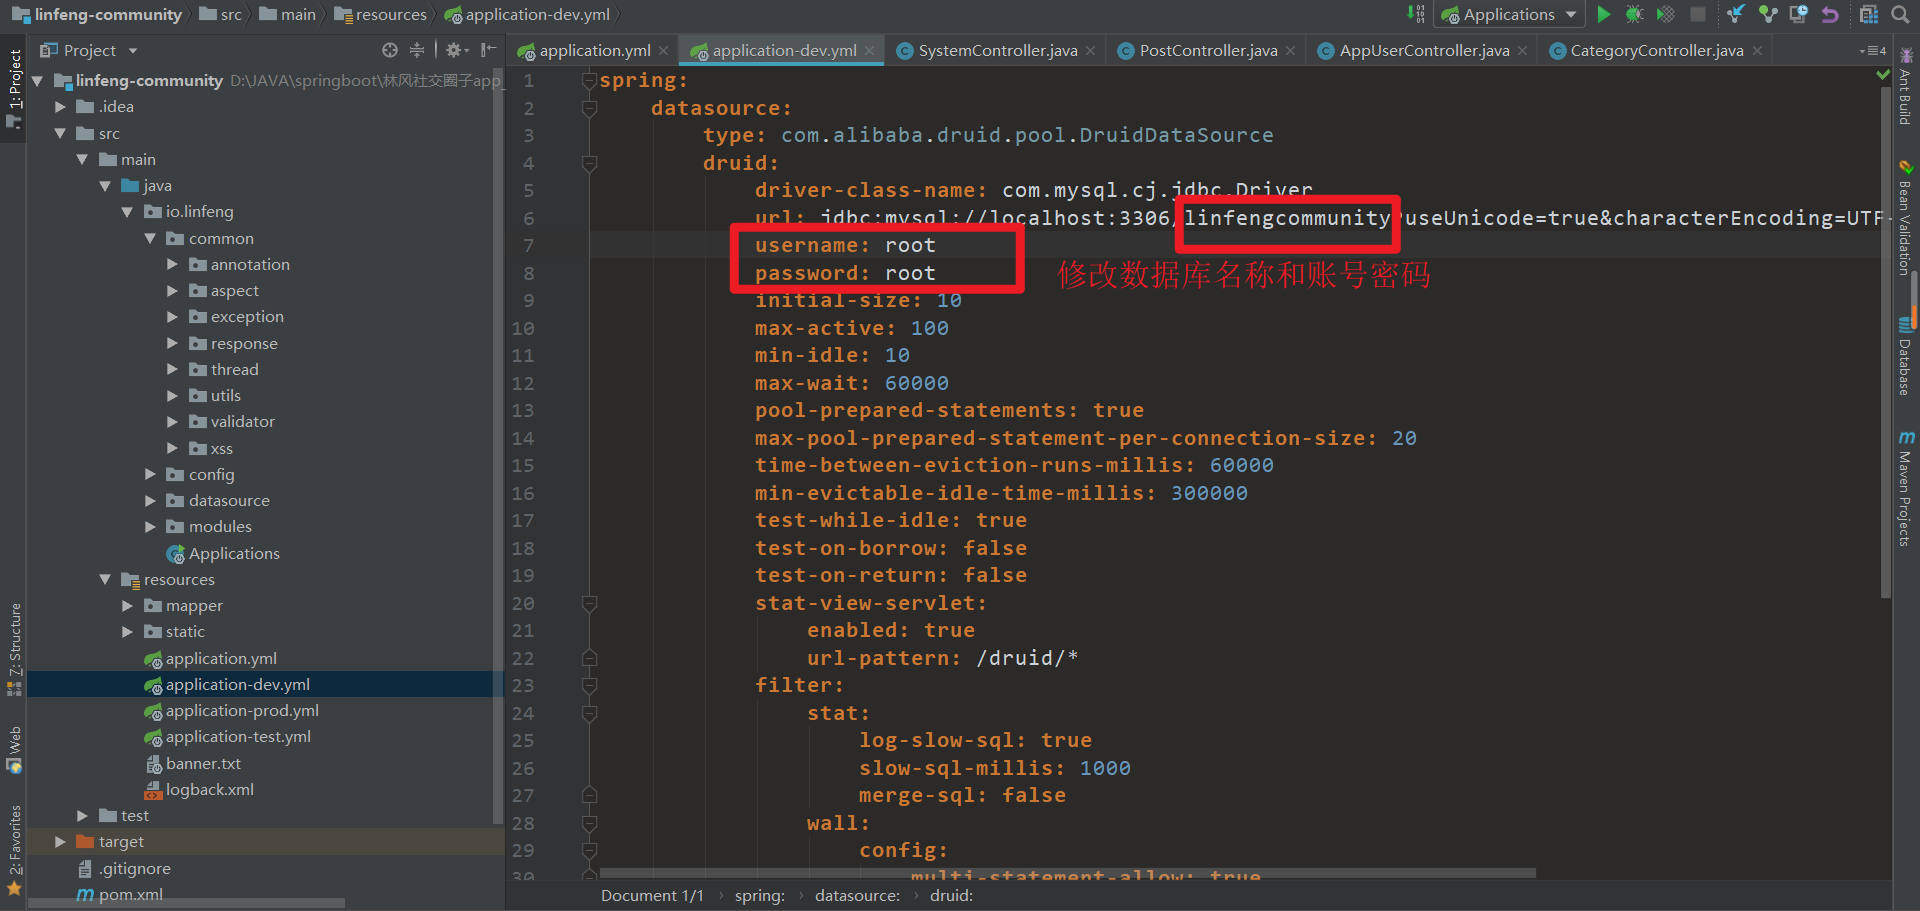 linfeng-community src main resources application-dev.yml
Applications
Project
application.yml application-dev.yml SystemController.java PostController.java AppUserController.java CategoryController.java 4
linfeng-community D:\JAVA\springboot\林风社交圈子app
.idea
src
main
java
io.linfeng
common
annotation
aspect
exception
response
thread
utils
validator
xss
config
datasource
modules
Applications
resources
mapper
static
application.yml
application-dev.yml
application-prod.yml
application-test.yml
banner.txt
logback.xml
test
target
.gitignore
pom.xml
1: Project
7: Structure
Web
2: Favorites
1 spring:
2 datasource:
3 type: com.alibaba.druid.pool.DruidDataSource
4 druid:
5 driver-class-name: com.mysql.cj.jdbc.Driver
6 url: jdbc:mysql://localhost:3306/linfengcommunity?useUnicode=true&characterEncoding=UTF-
7 username: root
8 password: root
修改数据库名称和账号密码
9 initial-size: 10
10 max-active: 100
11 min-idle: 10
12 max-wait: 60000
13 pool-prepared-statements: true
14 max-pool-prepared-statement-per-connection-size: 20
15 time-between-eviction-runs-millis: 60000
16 min-evictable-idle-time-millis: 300000
17 test-while-idle: true
18 test-on-borrow: false
19 test-on-return: false
20 stat-view-servlet:
21 enabled: true
22 url-pattern: /druid/*
23 filter:
24 stat:
25 log-slow-sql: true
26 slow-sql-millis: 1000
27 merge-sql: false
28 wall:
29 config:
30 multi-statement-allow: true
Document 1/1 spring: datasource: druid:
Ant Build
Bean Validation
Database
Maven Projects